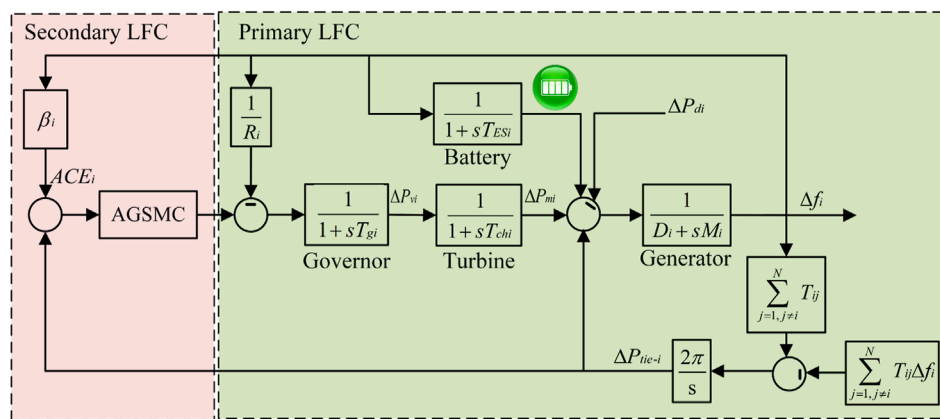 Secondary LFC
Primary LFC
βi
1
Ri
1
1 + sTESi
Battery
ΔPdi
ACEi
AGSMC
-
1
1 + sTgi
Governor
ΔPvi
1
1 + sTchi
Turbine
ΔPmi
1
Di + sMi
Generator
Δfi
N
∑ Tij
j=1, j≠i
ΔPtie-i
2π
s
N
∑ TijΔfi
j=1, j≠i